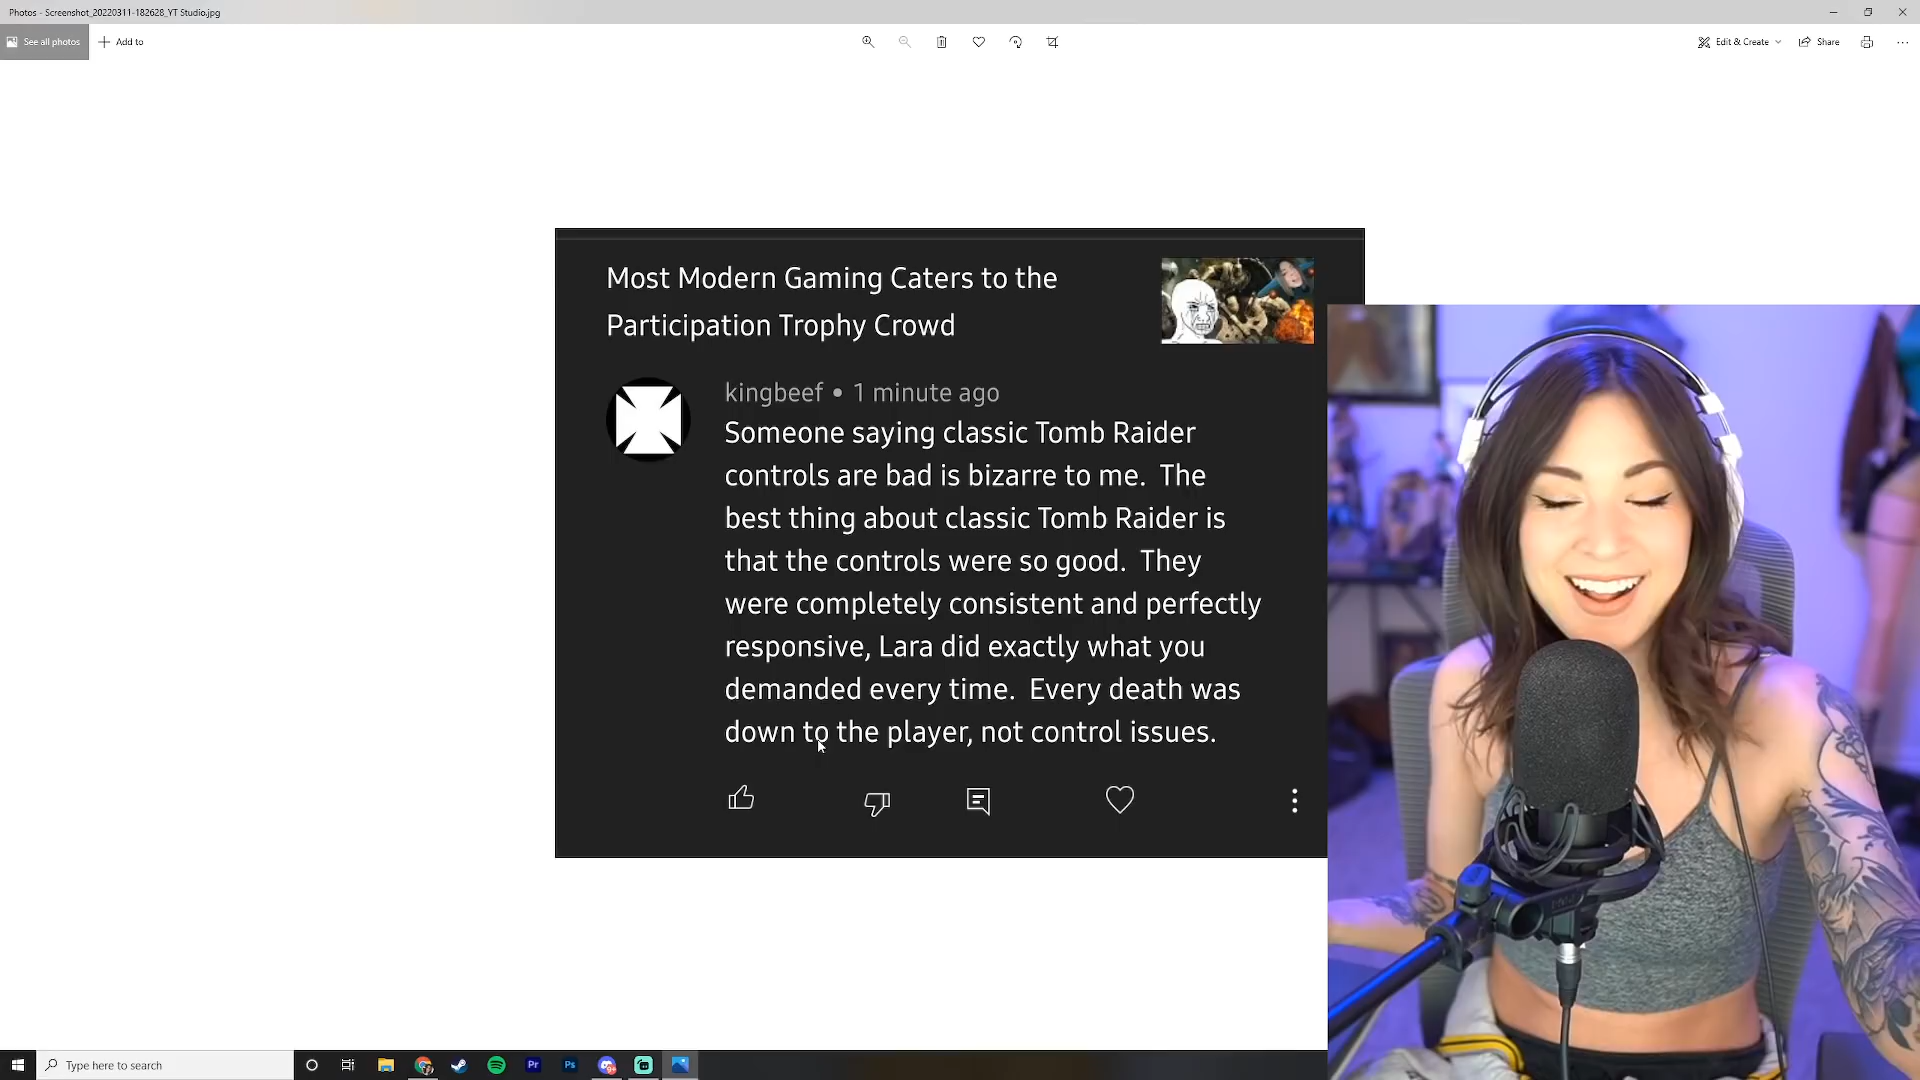 Photos - Screenshot_20220311-182628_YT Studio.jpg
See all photos
Add to
Edit & Create
Share
Most Modern Gaming Caters to the
Participation Trophy Crowd
kingbeef • 1 minute ago
Someone saying classic Tomb Raider
controls are bad is bizarre to me.  The
best thing about classic Tomb Raider is
that the controls were so good.  They
were completely consistent and perfectly
responsive, Lara did exactly what you
demanded every time.  Every death was
down to the player, not control issues.
Type here to search
Pr
Ps
9+